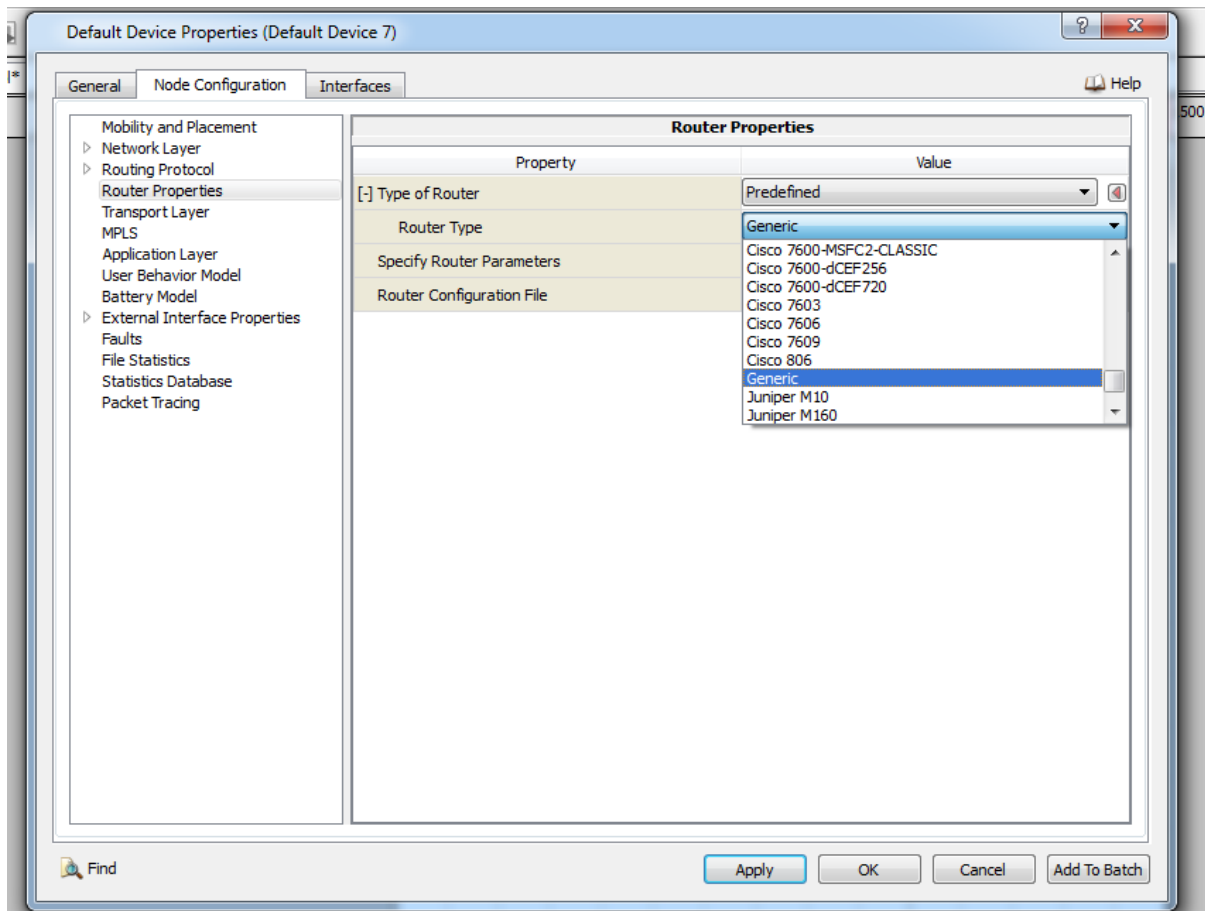 Default Device Properties (Default Device 7)
?
X
l*
General
Node Configuration
Interfaces
Help
500
Mobility and Placement
Network Layer
Routing Protocol
Router Properties
Transport Layer
MPLS
Application Layer
User Behavior Model
Battery Model
External Interface Properties
Faults
File Statistics
Statistics Database
Packet Tracing
Router Properties
Property Value
[-] Type of Router Predefined
Router Type Generic
Specify Router Parameters
Router Configuration File
Cisco 7600-MSFC2-CLASSIC
Cisco 7600-dCEF256
Cisco 7600-dCEF720
Cisco 7603
Cisco 7606
Cisco 7609
Cisco 806
Generic
Juniper M10
Juniper M160
Find
Apply
OK
Cancel
Add To Batch